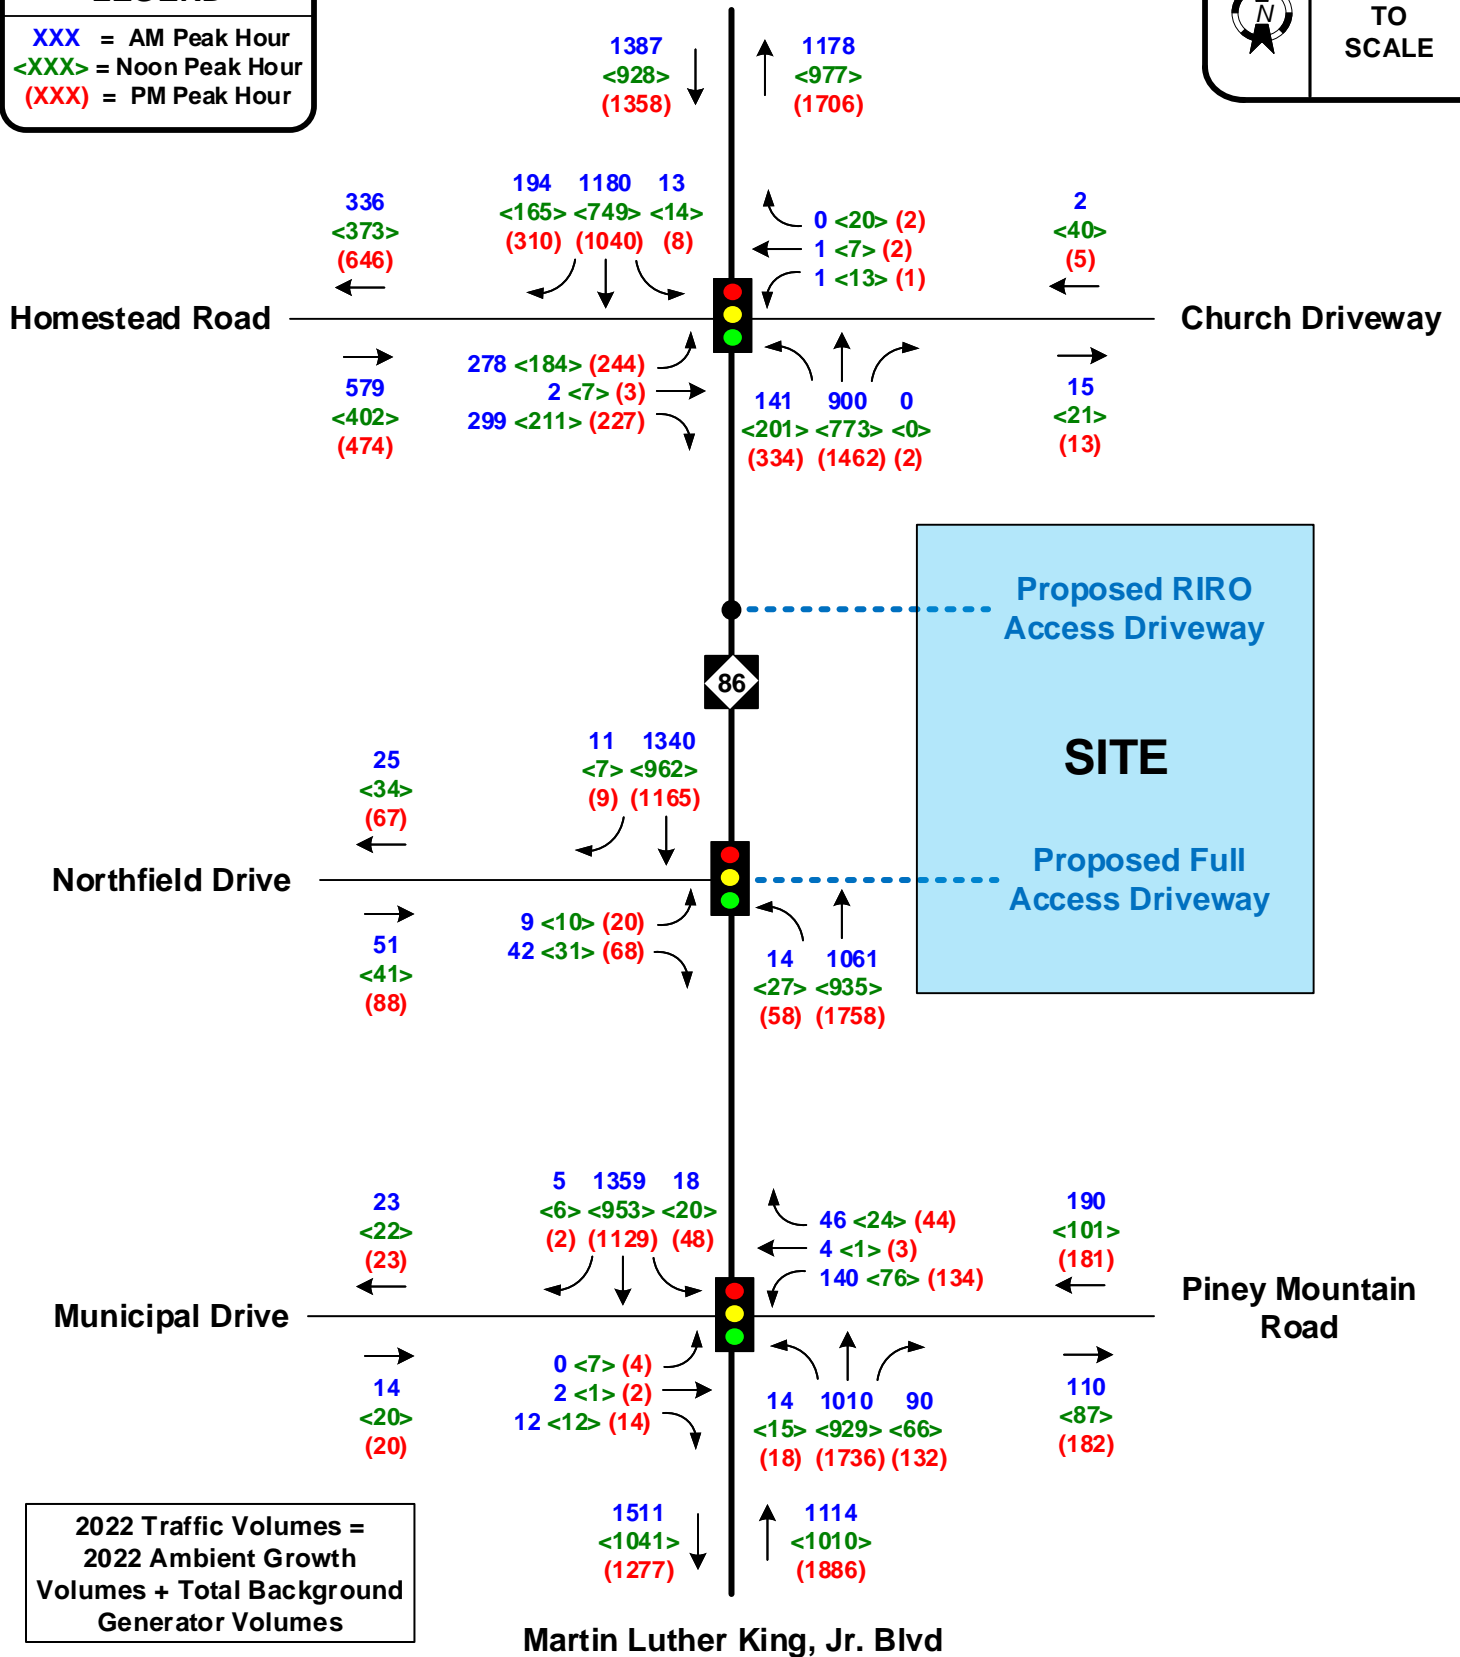 XXX = AM Peak Hour
<XXX> = Noon Peak Hour
(XXX) = PM Peak Hour
N
TO
SCALE
1387
<928>
(1358)
1178
<977>
(1706)
336
<373>
(646)
194 1180 13
<165> <749> <14>
(310) (1040) (8)
0 <20> (2)
1 <7> (2)
1 <13> (1)
2
<40>
(5)
Homestead Road
Church Driveway
579
<402>
(474)
278 <184> (244)
2 <7> (3)
299 <211> (227)
141 900 0
<201> <773> <0>
(334) (1462) (2)
15
<21>
(13)
Proposed RIRO
Access Driveway
86
SITE
25
<34>
(67)
11 1340
<7> <962>
(9) (1165)
Northfield Drive
Proposed Full
Access Driveway
51
<41>
(88)
9 <10> (20)
42 <31> (68)
14 1061
<27> <935>
(58) (1758)
23
<22>
(23)
5 1359 18
<6> <953> <20>
(2) (1129) (48)
46 <24> (44)
4 <1> (3)
140 <76> (134)
190
<101>
(181)
Municipal Drive
Piney Mountain
Road
14
<20>
(20)
0 <7> (4)
2 <1> (2)
12 <12> (14)
14 1010 90
<15> <929> <66>
(18) (1736) (132)
110
<87>
(182)
1511
<1041>
(1277)
1114
<1010>
(1886)
2022 Traffic Volumes =
2022 Ambient Growth
Volumes + Total Background
Generator Volumes
Martin Luther King, Jr. Blvd